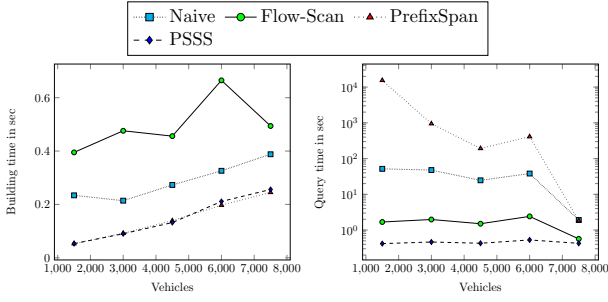 Naive Flow-Scan PrefixSpan
PSSS
Building time in sec
0.6
0.4
0.2
0
1,000 2,000 3,000 4,000 5,000 6,000 7,000 8,000
Vehicles
Query time in sec
10^4
10^3
10^2
10^1
10^0
1,000 2,000 3,000 4,000 5,000 6,000 7,000 8,000
Vehicles